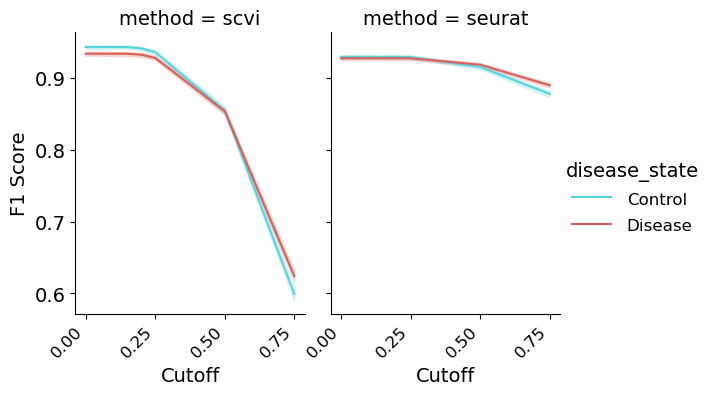 method = scvi
method = seurat
F1 Score
0.9
0.8
0.7
0.6
0.00
0.25
0.50
0.75
0.00
0.25
0.50
0.75
Cutoff
Cutoff
disease_state
Control
Disease